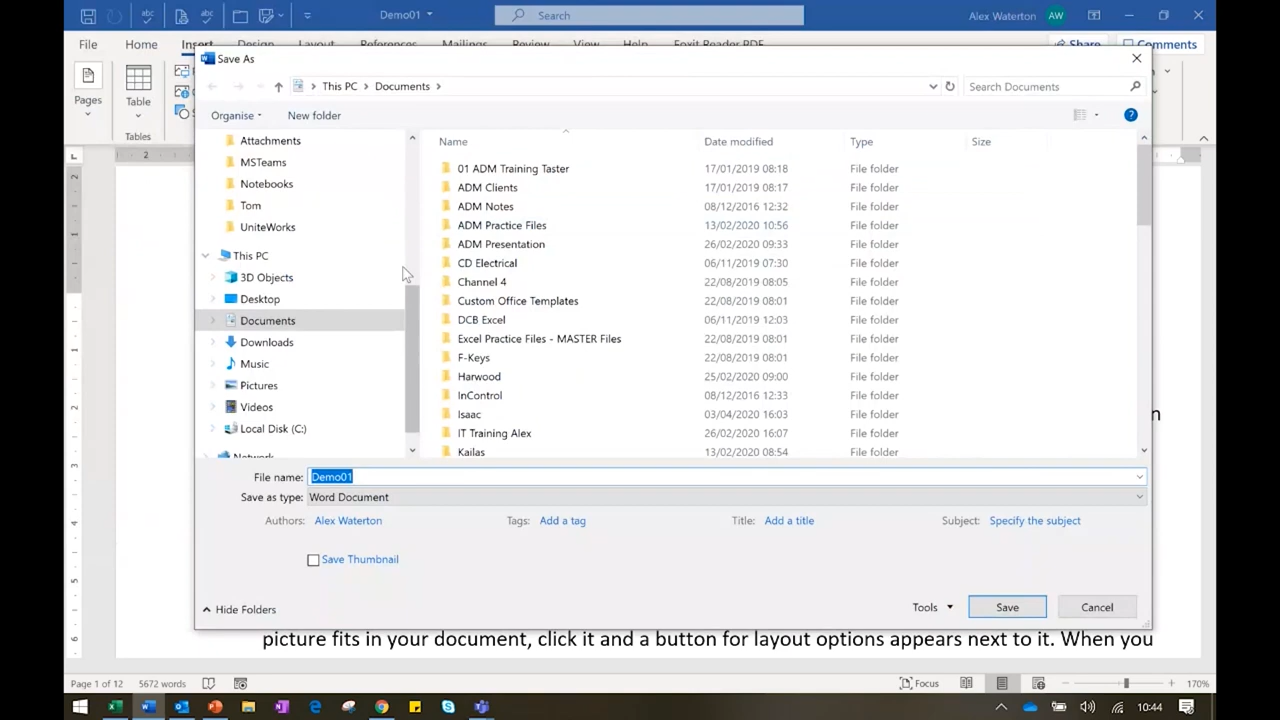 abc abc Demo01 Search Alex Waterton AW
File Home Insert Design Layout References Mailings Review View Help Foxit Reader PDF Share Comments
Save As
This PC Documents Search Documents
Organise New folder
Pages
Table
Tables
Attachments
MSTeams
Notebooks
Tom
UniteWorks
This PC
3D Objects
Desktop
Documents
Downloads
Music
Pictures
Videos
Local Disk (C:)
Network
Name Date modified Type Size
01 ADM Training Taster 17/01/2019 08:18 File folder
ADM Clients 17/01/2019 08:17 File folder
ADM Notes 08/12/2016 12:32 File folder
ADM Practice Files 13/02/2020 10:56 File folder
ADM Presentation 26/02/2020 09:33 File folder
CD Electrical 06/11/2019 07:30 File folder
Channel 4 22/08/2019 08:05 File folder
Custom Office Templates 22/08/2019 08:01 File folder
DCB Excel 06/11/2019 12:03 File folder
Excel Practice Files - MASTER Files 22/08/2019 08:01 File folder
F-Keys 22/08/2019 08:01 File folder
Harwood 25/02/2020 09:00 File folder
InControl 08/12/2016 12:33 File folder
Isaac 03/04/2020 16:03 File folder
IT Training Alex 26/02/2020 16:07 File folder
Kailas 13/02/2020 08:54 File folder
File name: Demo01
Save as type: Word Document
Authors: Alex Waterton Tags: Add a tag Title: Add a title Subject: Specify the subject
Save Thumbnail
Hide Folders Tools Save Cancel
picture fits in your document, click it and a button for layout options appears next to it. When you
Page 1 of 12 5672 words Focus 170%
10:44